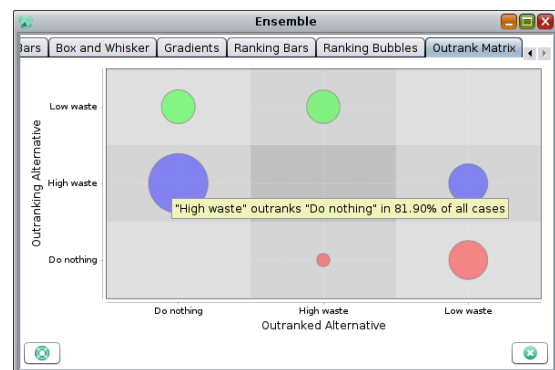 Ensemble
Bars Box and Whisker Gradients Ranking Bars Ranking Bubbles Outrank Matrix
Outranking Alternative
Low waste
High waste
Do nothing
"High waste" outranks "Do nothing" in 81.90% of all cases
Do nothing High waste Low waste
Outranked Alternative